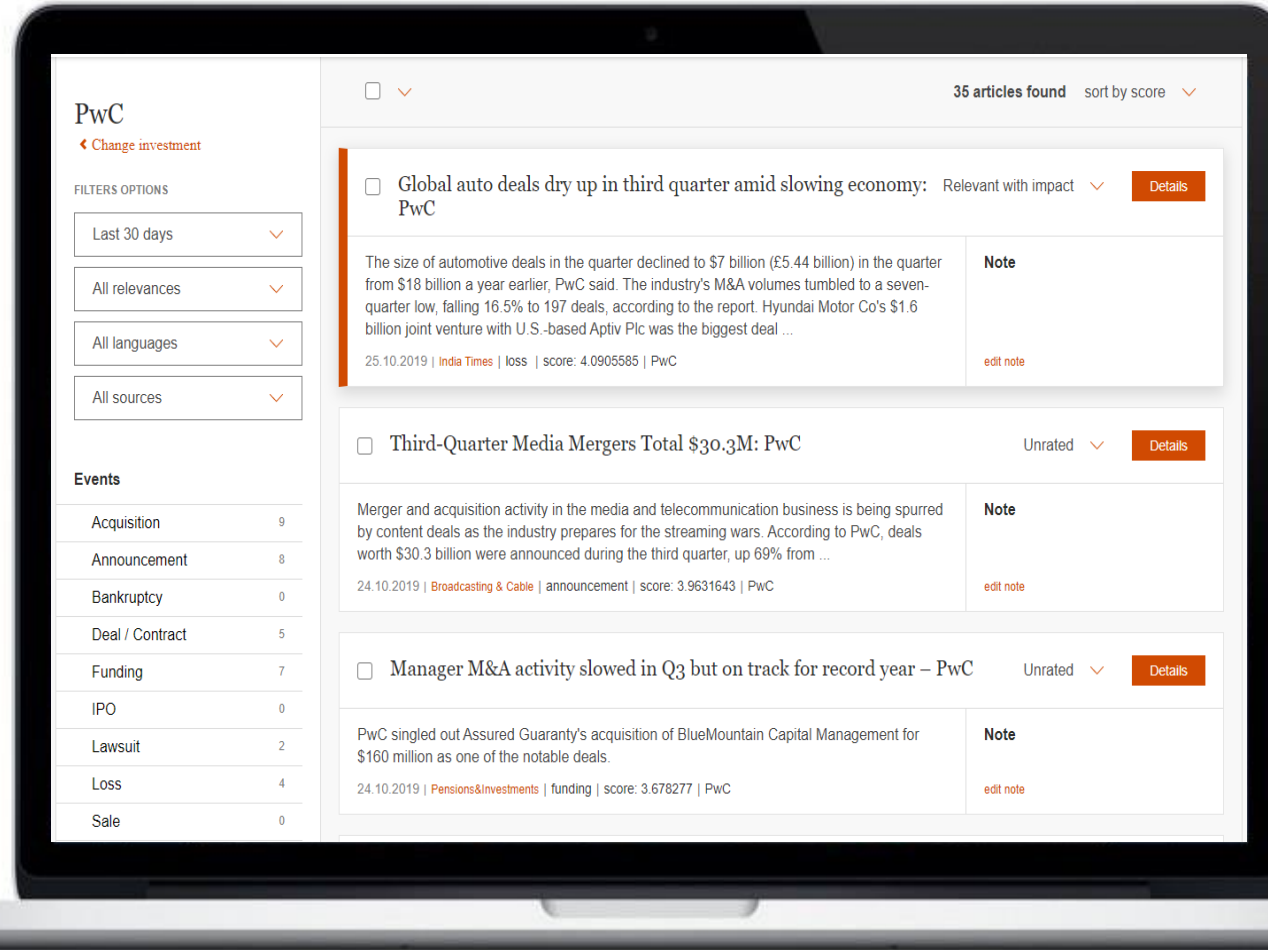 PwC
Change investment
FILTERS OPTIONS
Last 30 days
All relevances
All languages
All sources
Events
Acquisition 9
Announcement 8
Bankruptcy 0
Deal / Contract 5
Funding 7
IPO 0
Lawsuit 2
Loss 4
Sale 0
35 articles found sort by score
Global auto deals dry up in third quarter amid slowing economy:
PwC
Relevant with impact
Details
The size of automotive deals in the quarter declined to $7 billion (£5.44 billion) in the quarter
from $18 billion a year earlier, PwC said. The industry's M&A volumes tumbled to a seven-
quarter low, falling 16.5% to 197 deals, according to the report. Hyundai Motor Co's $1.6
billion joint venture with U.S.-based Aptiv Plc was the biggest deal ...
25.10.2019 | India Times | loss | score: 4.0905585 | PwC
Note
edit note
Third-Quarter Media Mergers Total $30.3M: PwC
Unrated
Details
Merger and acquisition activity in the media and telecommunication business is being spurred
by content deals as the industry prepares for the streaming wars. According to PwC, deals
worth $30.3 billion were announced during the third quarter, up 69% from ...
24.10.2019 | Broadcasting & Cable | announcement | score: 3.9631643 | PwC
Note
edit note
Manager M&A activity slowed in Q3 but on track for record year – PwC
Unrated
Details
PwC singled out Assured Guaranty's acquisition of BlueMountain Capital Management for
$160 million as one of the notable deals.
24.10.2019 | Pensions&Investments | funding | score: 3.678277 | PwC
Note
edit note